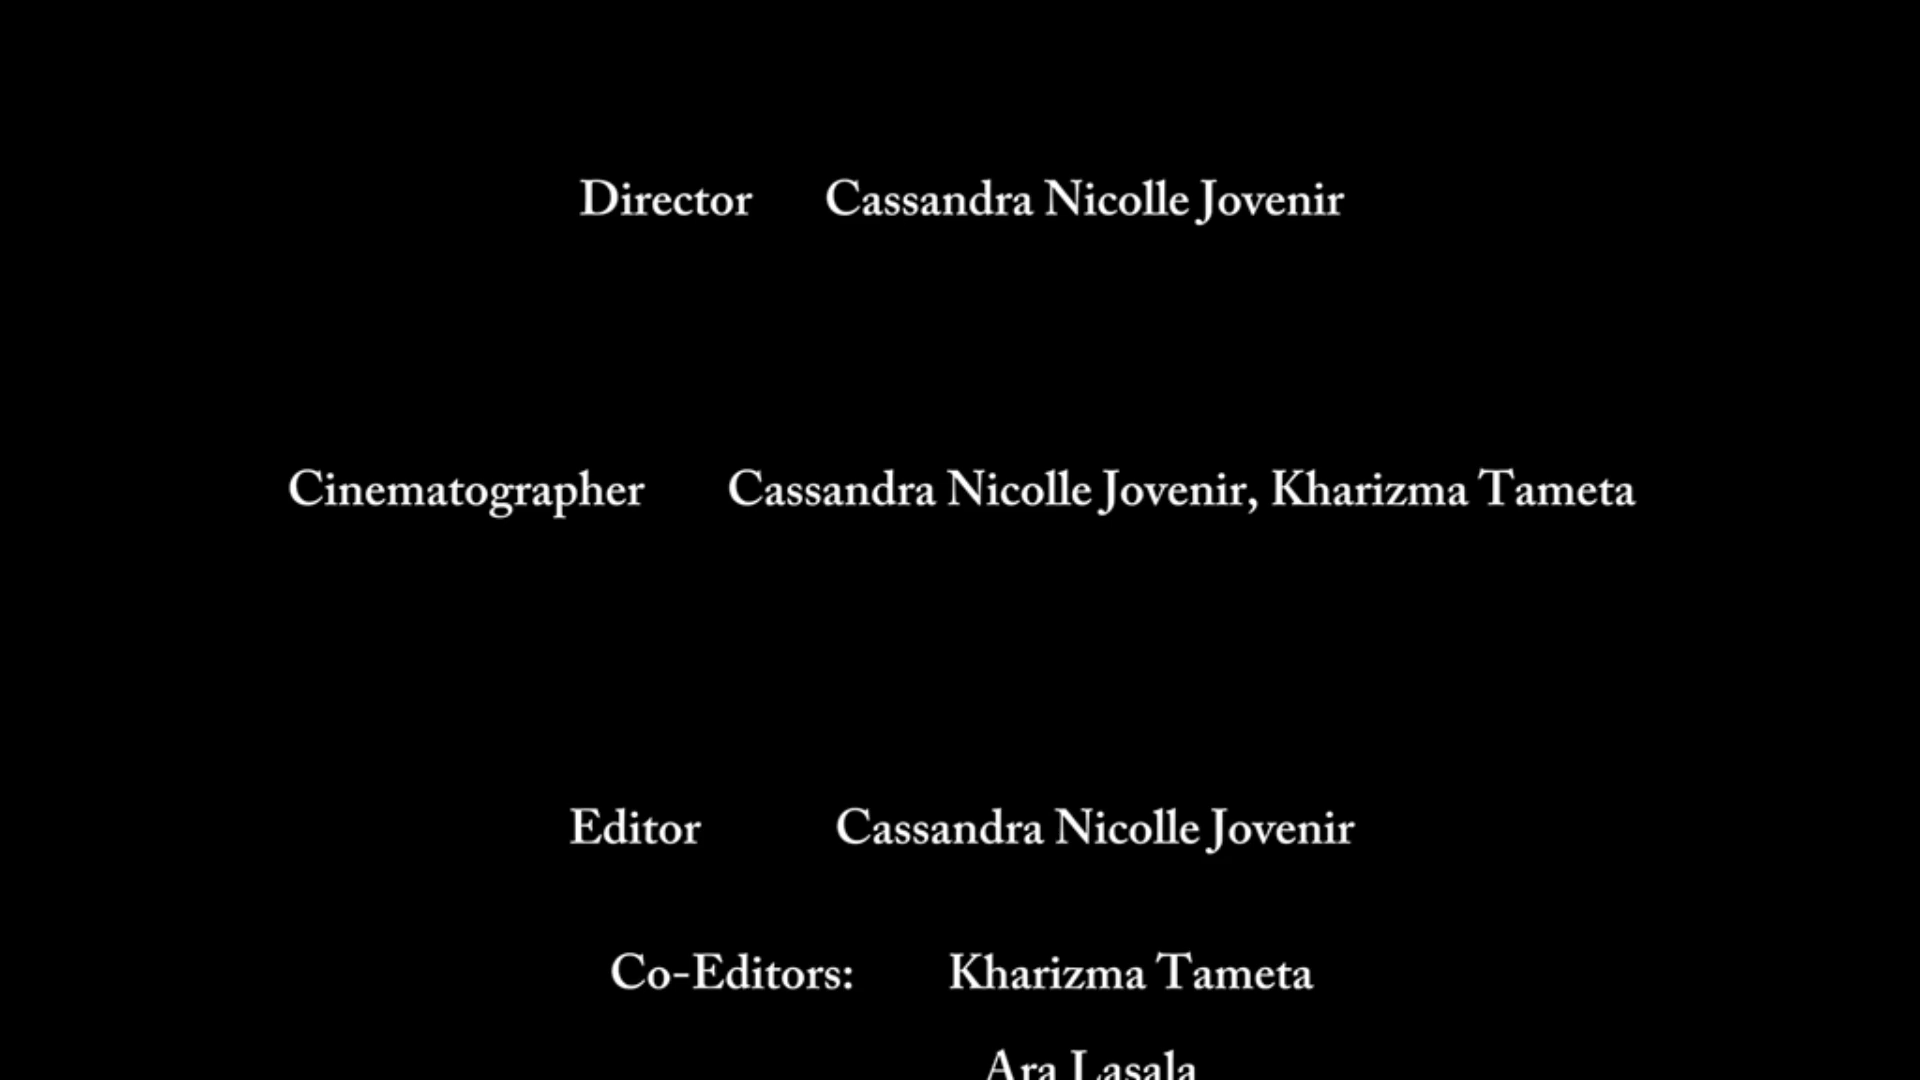 Director Cassandra Nicolle Jovenir
Cinematographer Cassandra Nicolle Jovenir, Kharizma Tameta
Editor Cassandra Nicolle Jovenir
Co-Editors: Kharizma Tameta
Ara Lasala